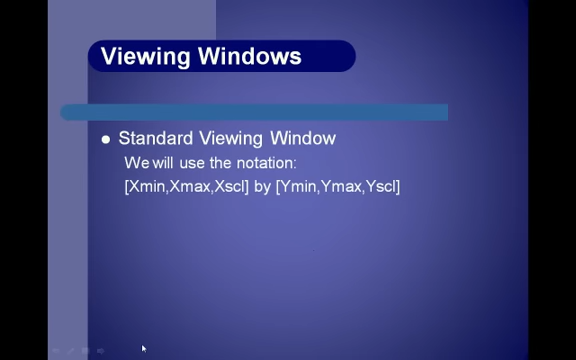 Viewing Windows
Standard Viewing Window
We will use the notation:
[Xmin,Xmax,Xscl] by [Ymin,Ymax,Yscl]